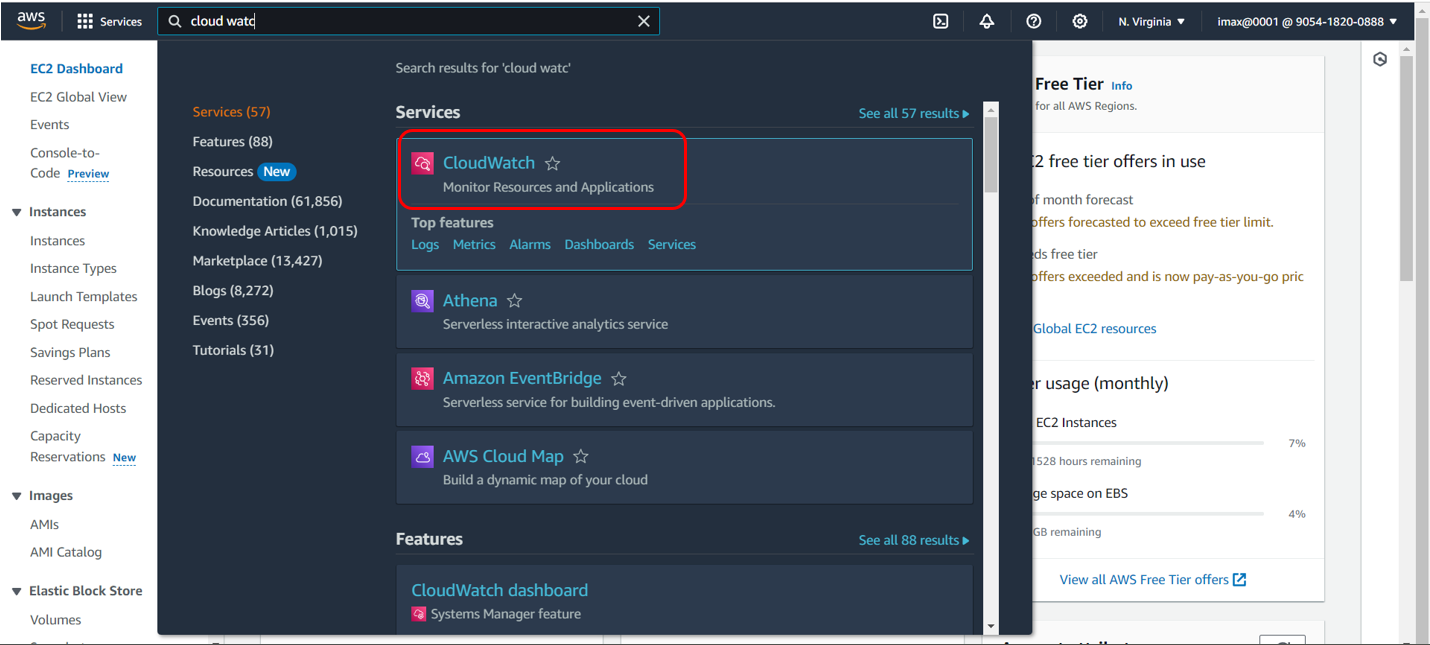 aws
Services
cloud watc
N. Virginia
imax@0001 @ 9054-1820-0888
EC2 Dashboard
EC2 Global View
Events
Console-to-
Code Preview
Instances
Instances
Instance Types
Launch Templates
Spot Requests
Savings Plans
Reserved Instances
Dedicated Hosts
Capacity
Reservations New
Images
AMIs
AMI Catalog
Elastic Block Store
Volumes
Search results for 'cloud watc'
Services (57)
Features (88)
Resources New
Documentation (61,856)
Knowledge Articles (1,015)
Marketplace (13,427)
Blogs (8,272)
Events (356)
Tutorials (31)
Services
See all 57 results
CloudWatch
Monitor Resources and Applications
Top features
Logs Metrics Alarms Dashboards Services
Athena
Serverless interactive analytics service
Amazon EventBridge
Serverless service for building event-driven applications.
AWS Cloud Map
Build a dynamic map of your cloud
Features
See all 88 results
CloudWatch dashboard
Systems Manager feature
Free Tier Info
for all AWS Regions.
free tier offers in use
of month forecast
offers forecasted to exceed free tier limit.
free tier
offers exceeded and is now pay-as-you-go pric
Global EC2 resources
usage (monthly)
EC2 Instances
7%
1528 hours remaining
space on EBS
4%
GB remaining
View all AWS Free Tier offers